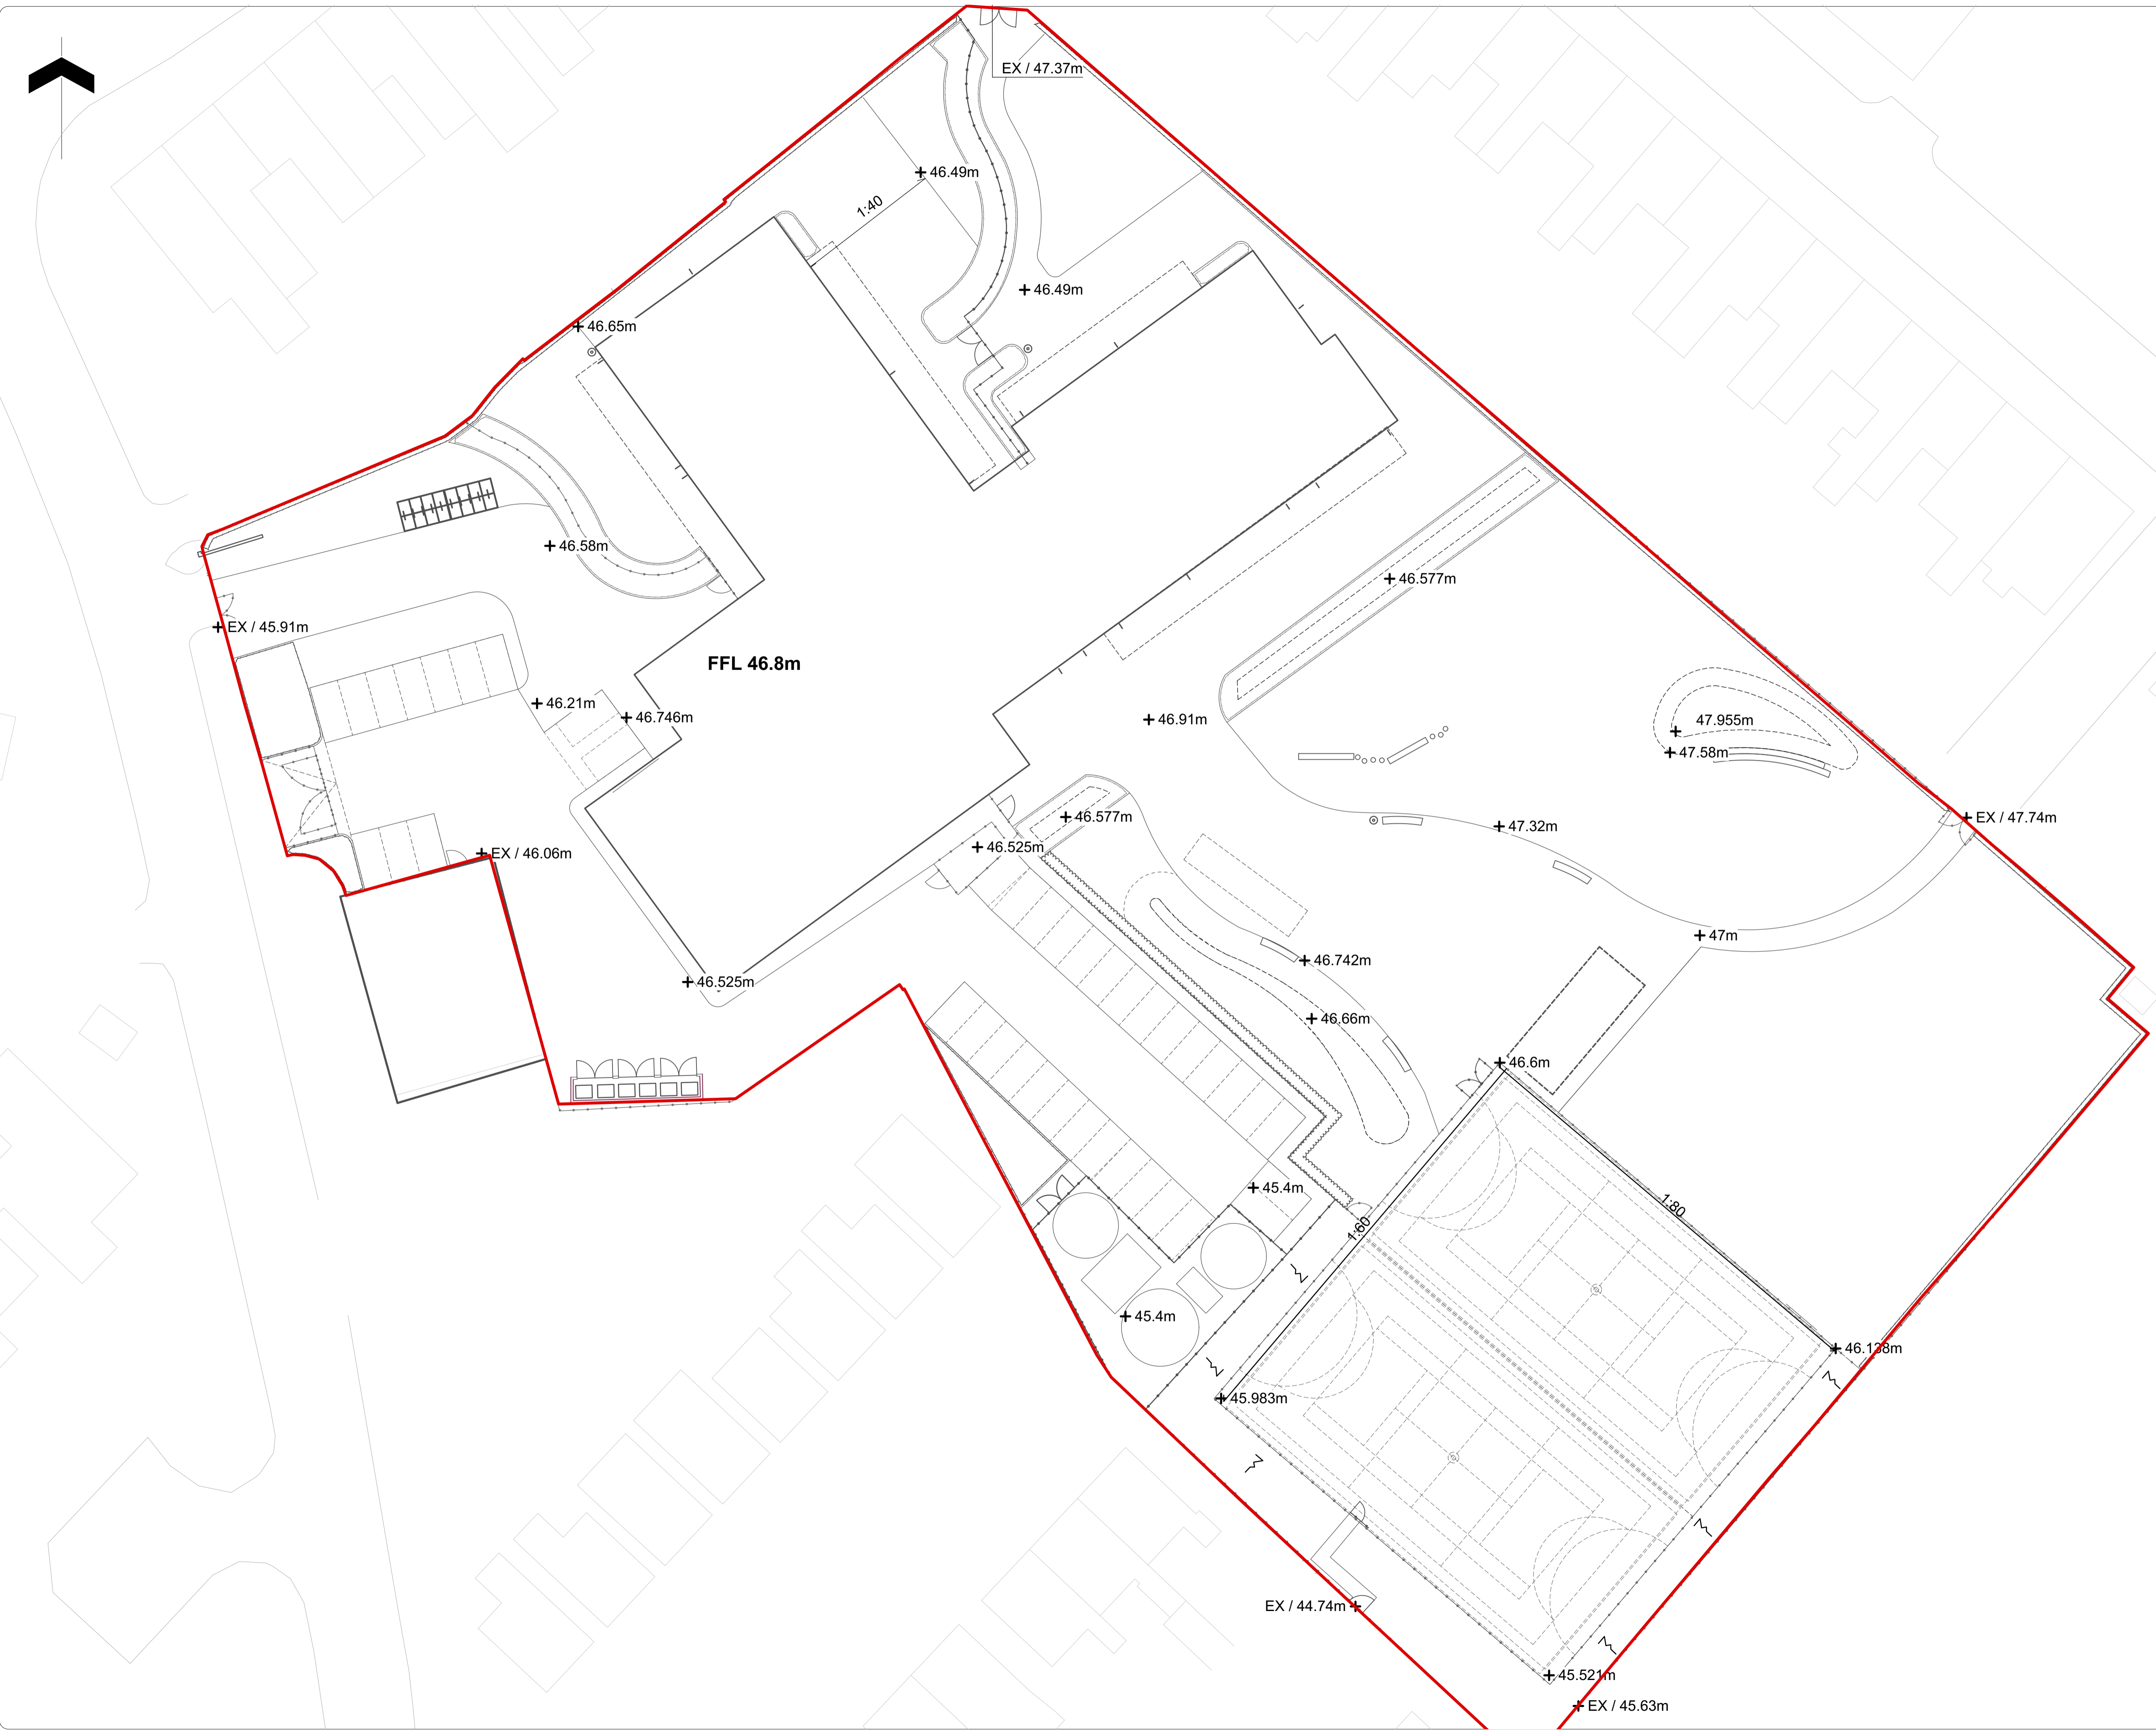 EX / 47.37m
46.49m
1:40
46.49m
46.65m
46.58m
46.577m
EX / 45.91m
FFL 46.8m
46.21m
46.746m
46.91m
47.955m
47.58m
46.577m
EX / 47.74m
47.32m
46.525m
EX / 46.06m
47m
46.742m
46.525m
46.66m
46.6m
45.4m
1:80
1:60
45.4m
46.138m
45.983m
EX / 44.74m
45.521m
EX / 45.63m